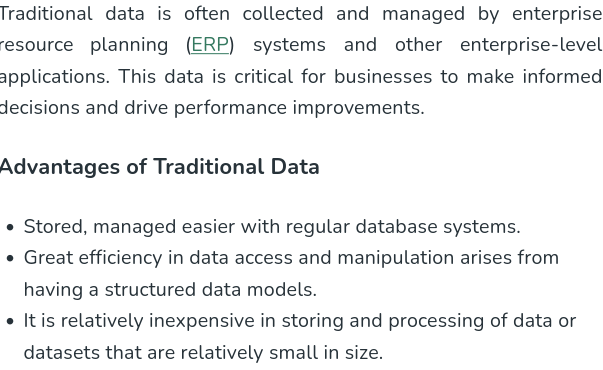 Traditional data is often collected and managed by enterprise
resource planning (ERP) systems and other enterprise-level
applications. This data is critical for businesses to make informed
decisions and drive performance improvements.
Advantages of Traditional Data
• Stored, managed easier with regular database systems.
• Great efficiency in data access and manipulation arises from
having a structured data models.
• It is relatively inexpensive in storing and processing of data or
datasets that are relatively small in size.